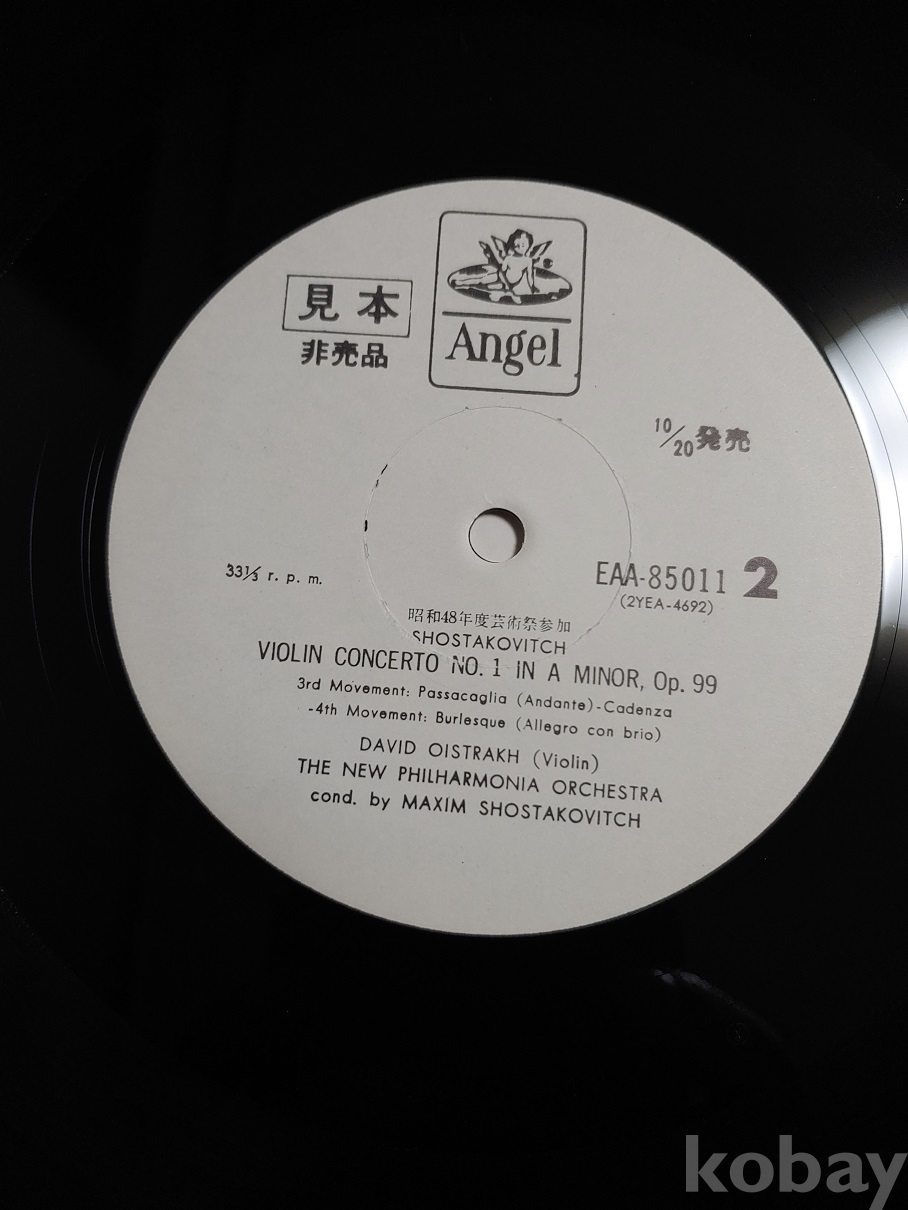 見本
非売品
Angel
10/20発売
33⅓ r. p. m.
EAA-85011 2
(2YEA-4692)
昭和48年度芸術祭参加
SHOSTAKOVITCH
VIOLIN CONCERTO NO. 1 IN A MINOR, Op. 99
3rd Movement: Passacaglia (Andante)-Cadenza
-4th Movement: Burlesque (Allegro con brio)
DAVID OISTRAKH (Violin)
THE NEW PHILHARMONIA ORCHESTRA
cond. by MAXIM SHOSTAKOVITCH
kobay